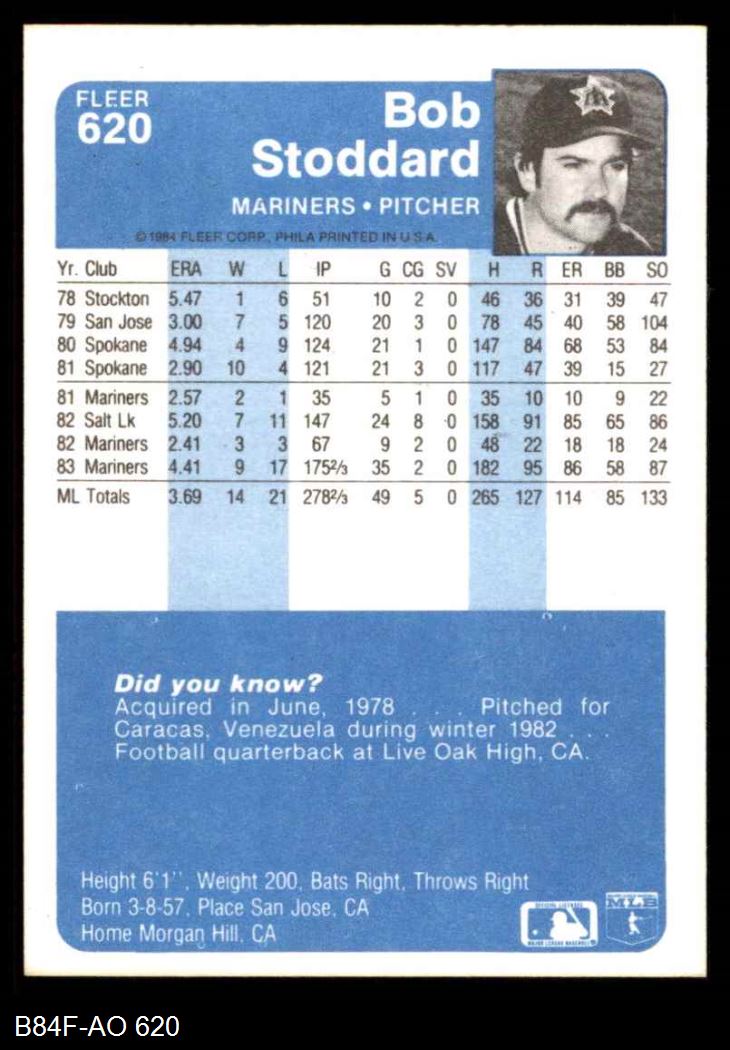 FLEER
620
Bob
Stoddard
MARINERS • PITCHER
© 1984 FLEER CORP., PHILA PRINTED IN U.S.A.
Yr. Club ERA W L IP G CG SV H R ER BB SO
78 Stockton 5.47 1 6 51 10 2 0 46 36 31 39 47
79 San Jose 3.00 7 5 120 20 3 0 78 45 40 58 104
80 Spokane 4.94 4 9 124 21 1 0 147 84 68 53 84
81 Spokane 2.90 10 4 121 21 3 0 117 47 39 15 27
81 Mariners 2.57 2 1 35 5 1 0 35 10 10 9 22
82 Salt Lk 5.20 7 11 147 24 8 0 158 91 85 65 86
82 Mariners 2.41 3 3 67 9 2 0 48 22 18 18 24
83 Mariners 4.41 9 17 1752/3 35 2 0 182 95 86 58 87
ML Totals 3.69 14 21 2782/3 49 5 0 265 127 114 85 133
Did you know?
Acquired in June, 1978 . . . Pitched for
Caracas, Venezuela during winter 1982 . . .
Football quarterback at Live Oak High, CA.
Height 6'1'', Weight 200, Bats Right, Throws Right
Born 3-8-57, Place San Jose, CA
Home Morgan Hill, CA
MAJOR LEAGUE BASEBALL
MLB
B84F-AO 620